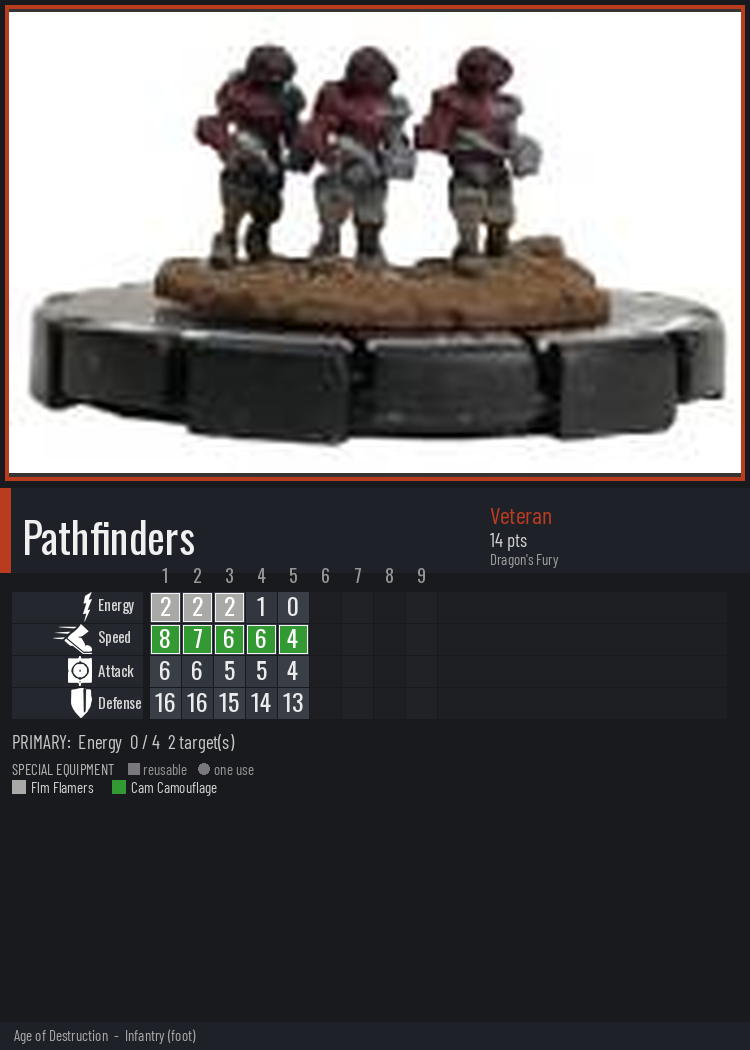 Pathfinders
Veteran
14 pts
Dragon's Fury
1 2 3 4 5 6 7 8 9
Energy 2 2 2 1 0
Speed 8 7 6 6 4
Attack 6 6 5 5 4
Defense 16 16 15 14 13
PRIMARY: Energy 0 / 4 2 target(s)
SPECIAL EQUIPMENT reusable one use
Flm Flamers Cam Camouflage
Age of Destruction - Infantry (foot)